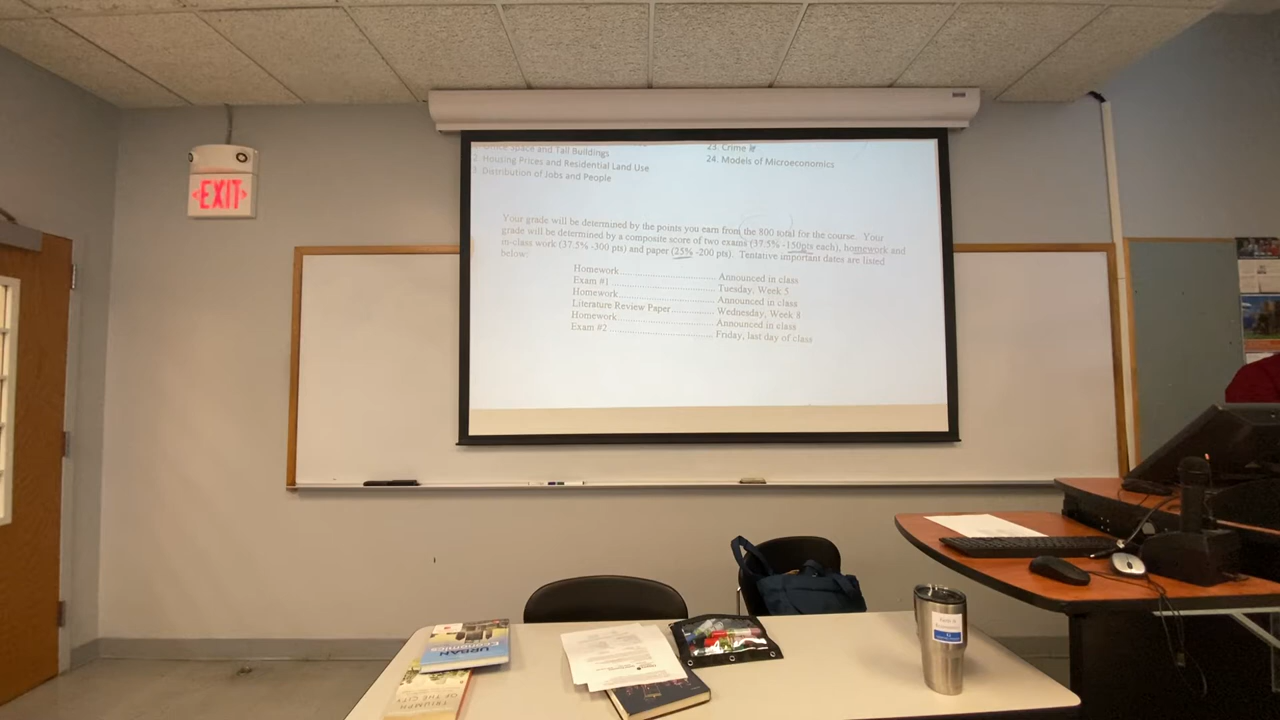 Space and Tall Buildings
2. Housing Prices and Residential Land Use
3. Distribution of Jobs and People
23. Crime
24. Models of Microeconomics
Your grade will be determined by the points you earn from the 800 total for the course. Your
grade will be determined by a composite score of two exams (37.5% -150pts each), homework and
in-class work (37.5% -300 pts) and paper (25% -200 pts). Tentative important dates are listed
below:
Homework.................... Announced in class
Exam #1 .................... Tuesday, Week 5
Homework.................... Announced in class
Literature Review Paper............ Wednesday, Week 8
Homework.................... Announced in class
Exam #2 .................... Friday, last day of class
EXIT
URBAN
ECONOMICS
TRIUMPH
OF THE CITY